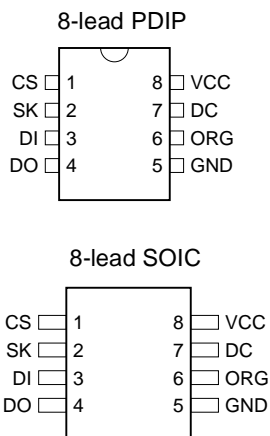 8-lead PDIP
CS 1 8 VCC
SK 2 7 DC
DI 3 6 ORG
DO 4 5 GND
8-lead SOIC
CS 1 8 VCC
SK 2 7 DC
DI 3 6 ORG
DO 4 5 GND